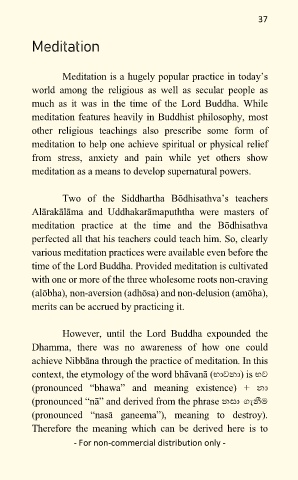 37
Meditation
Meditation is a hugely popular practice in today's
world among the religious as well as secular people as
much as it was in the time of the Lord Buddha. While
meditation features heavily in Buddhist philosophy, most
other religious teachings also prescribe some form of
meditation to help one achieve spiritual or physical relief
from stress, anxiety and pain while yet others show
meditation as a means to develop supernatural powers.
Two of the Siddhartha Bōdhisathva's teachers
Alārakālāma and Uddhakarāmapuththa were masters of
meditation practice at the time and the Bōdhisathva
perfected all that his teachers could teach him. So, clearly
various meditation practices were available even before the
time of the Lord Buddha. Provided meditation is cultivated
with one or more of the three wholesome roots non-craving
(alōbha), non-aversion (adhōsa) and non-delusion (amōha),
merits can be accrued by practicing it.
However, until the Lord Buddha expounded the
Dhamma, there was no awareness of how one could
achieve Nibbāna through the practice of meditation. In this
context, the etymology of the word bhāvanā (භාවනා) is භව
(pronounced “bhawa” and meaning existence) + නා
(pronounced “nā” and derived from the phrase නසා ගැනීම
(pronounced “nasā ganeema”), meaning to destroy).
Therefore the meaning which can be derived here is to
- For non-commercial distribution only -